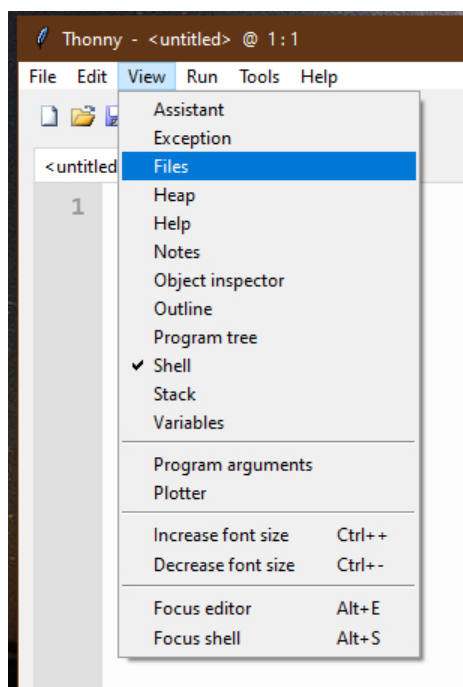 Thonny - <untitled> @ 1:1
File Edit View Run Tools Help
<untitled
1
Assistant
Exception
Files
Heap
Help
Notes
Object inspector
Outline
Program tree
✓ Shell
Stack
Variables
Program arguments
Plotter
Increase font size Ctrl++
Decrease font size Ctrl+-
Focus editor Alt+E
Focus shell Alt+S